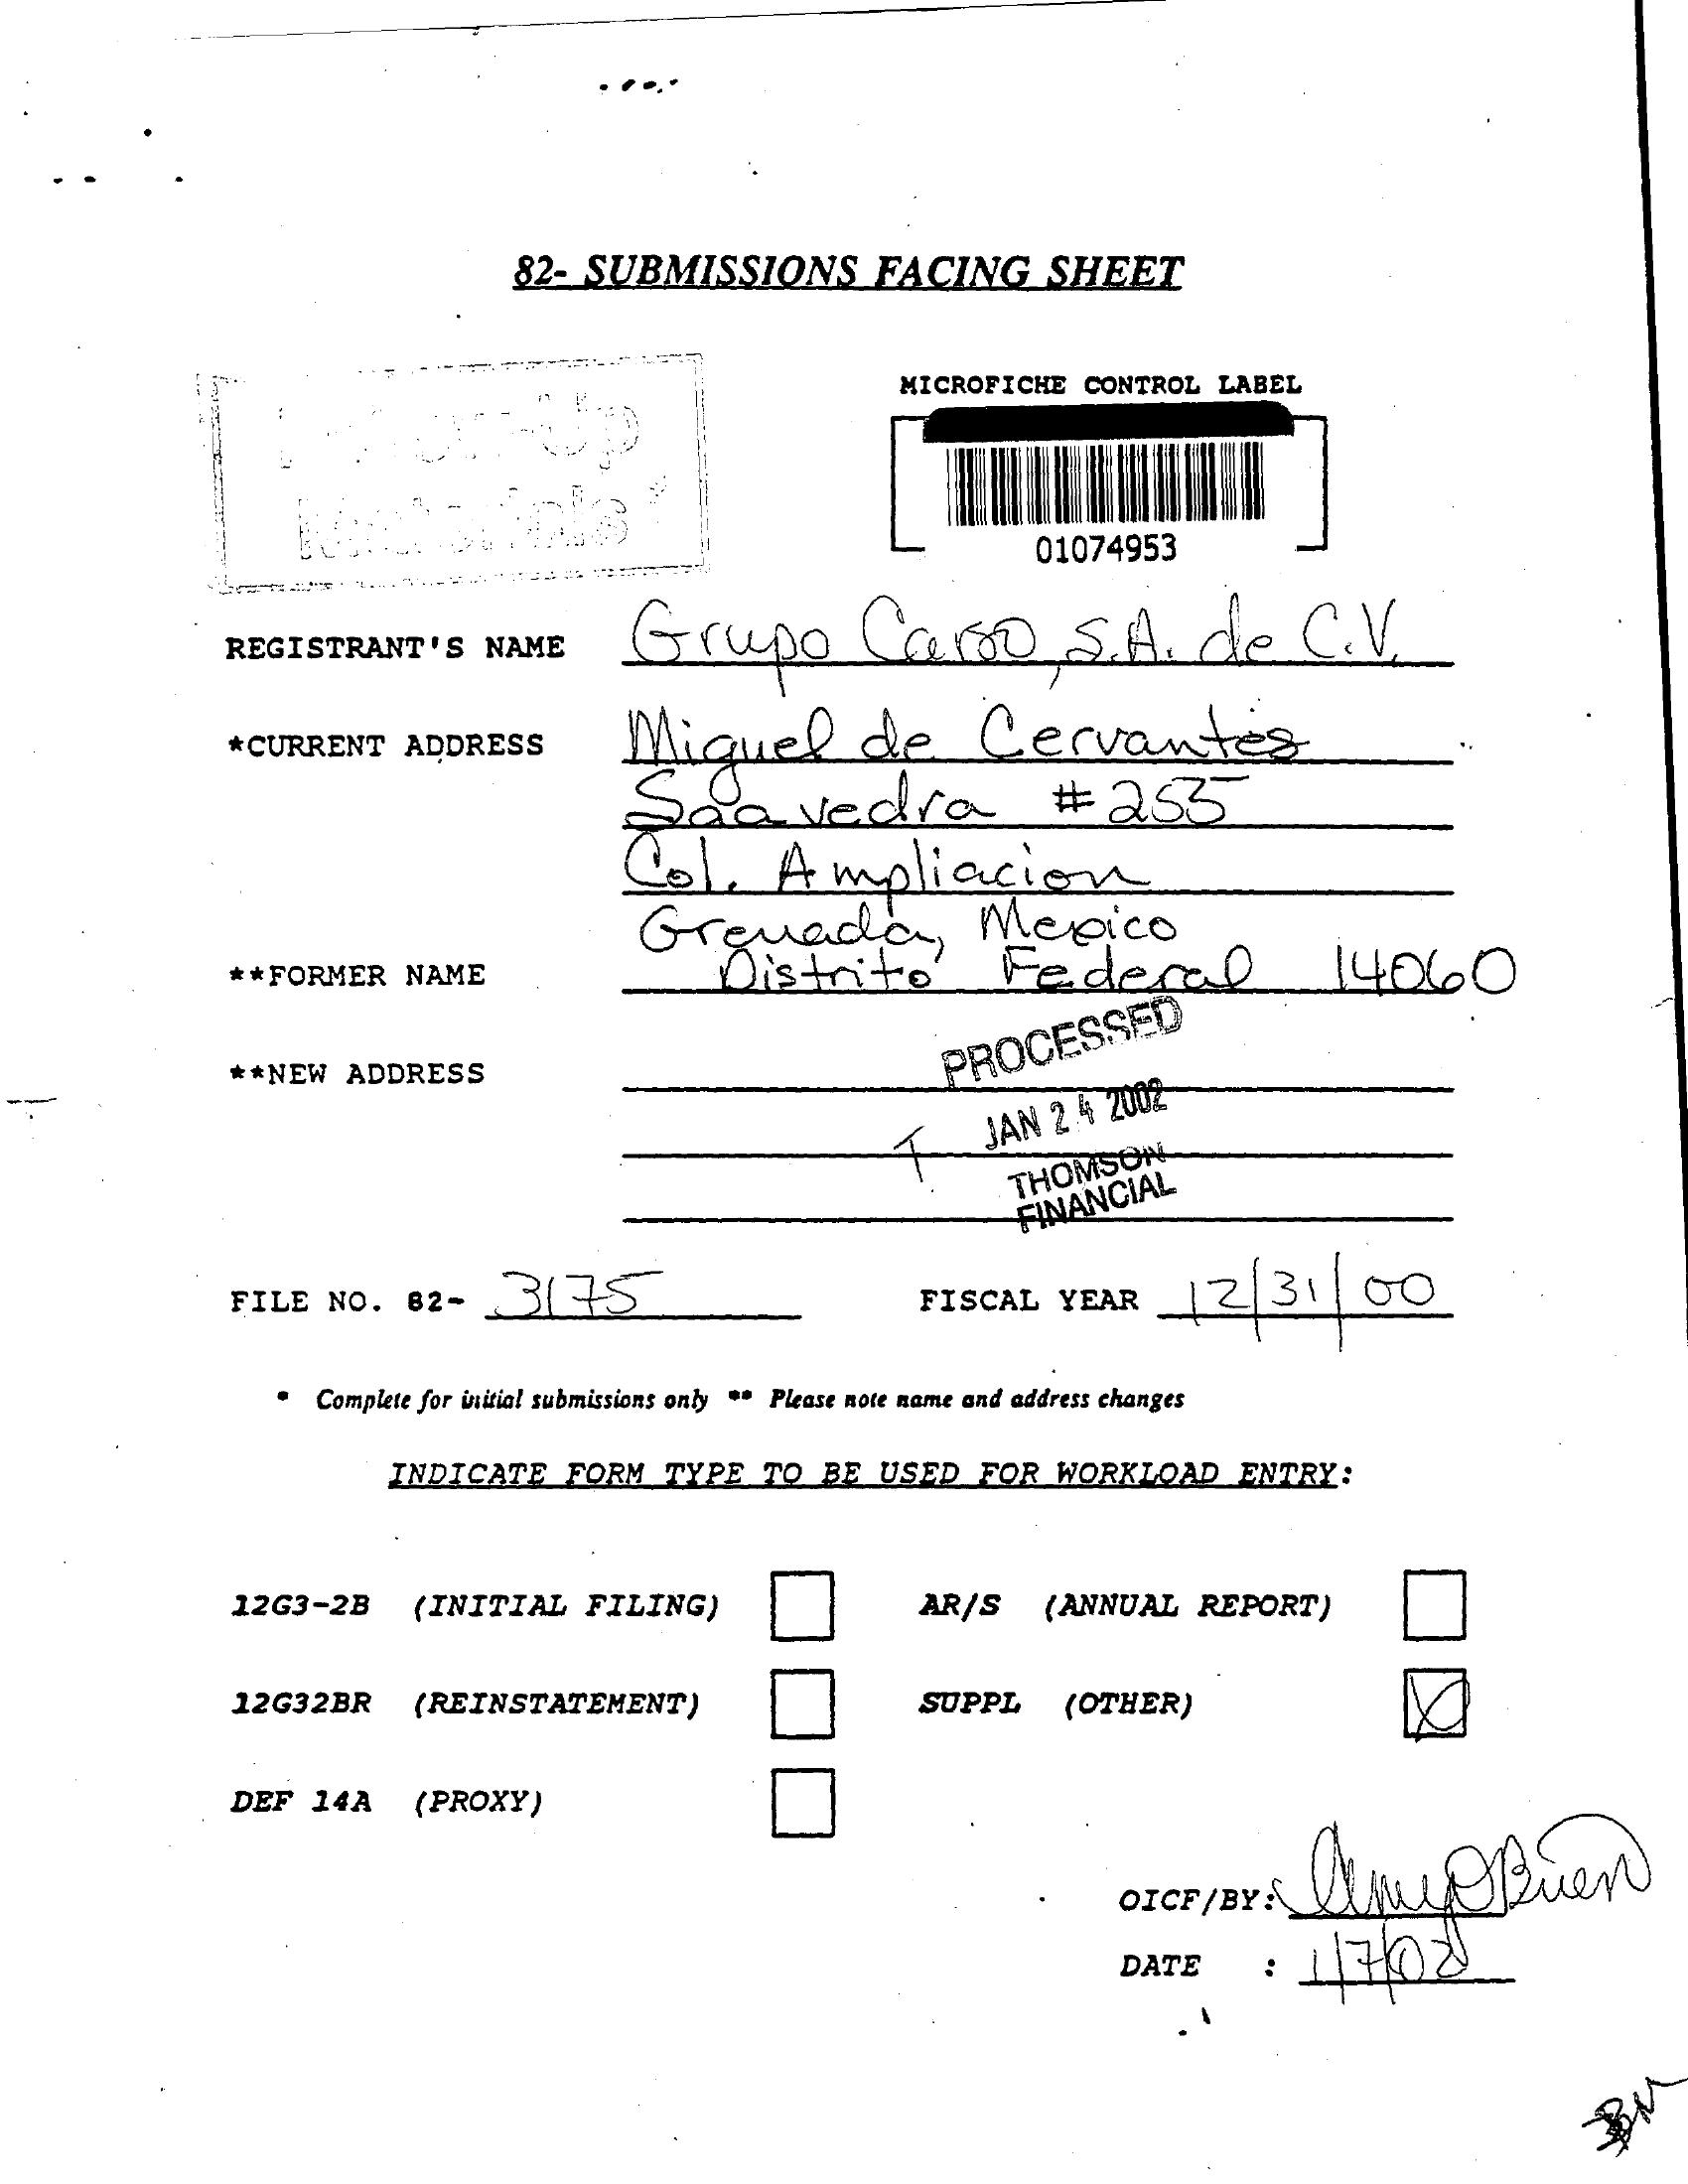 82- SUBMISSIONS FACING SHEET
MICROFICHE CONTROL LABEL
01074953
REGISTRANT'S NAME Grupo Carso, S.A. de C.V.
*CURRENT ADDRESS Miguel de Cervantes
Saavedra #255
Col. Ampliacion
Grenada, Mexico
**FORMER NAME Distrito Federal 14060
PROCESSED
**NEW ADDRESS
JAN 24 2002
THOMSON
FINANCIAL
FILE NO. 82- 3175 FISCAL YEAR 12/31/00
* Complete for initial submissions only ** Please note name and address changes
INDICATE FORM TYPE TO BE USED FOR WORKLOAD ENTRY:
12G3-2B (INITIAL FILING) AR/S (ANNUAL REPORT)
12G32BR (REINSTATEMENT) SUPPL (OTHER)
DEF 14A (PROXY)
OICF/BY: Amy O'Brien
DATE : 1/7/02